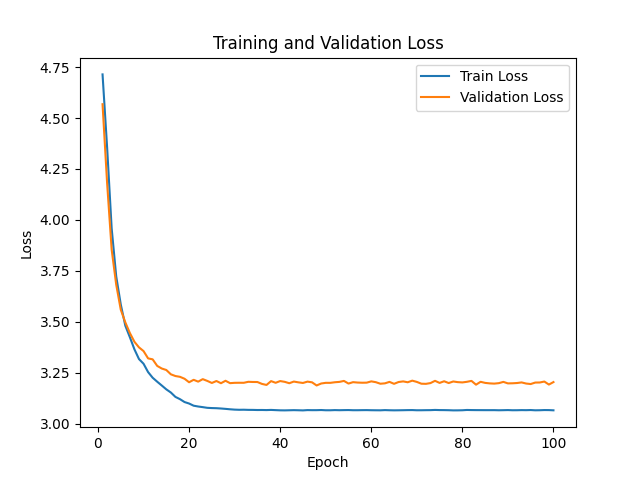 Training and Validation Loss
Train Loss
Validation Loss
4.75
4.50
4.25
4.00
3.75
3.50
3.25
3.00
Loss
0 20 40 60 80 100
Epoch